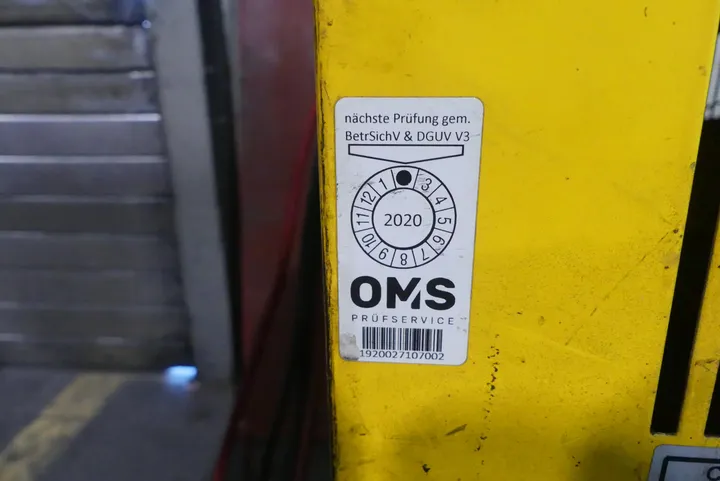 nächste Prüfung gem.
BetrSichV & DGUV V3
1 3 4 5 6 7 8 9 10 11 12
2020
OMS
PRÜFSERVICE
1920027107002